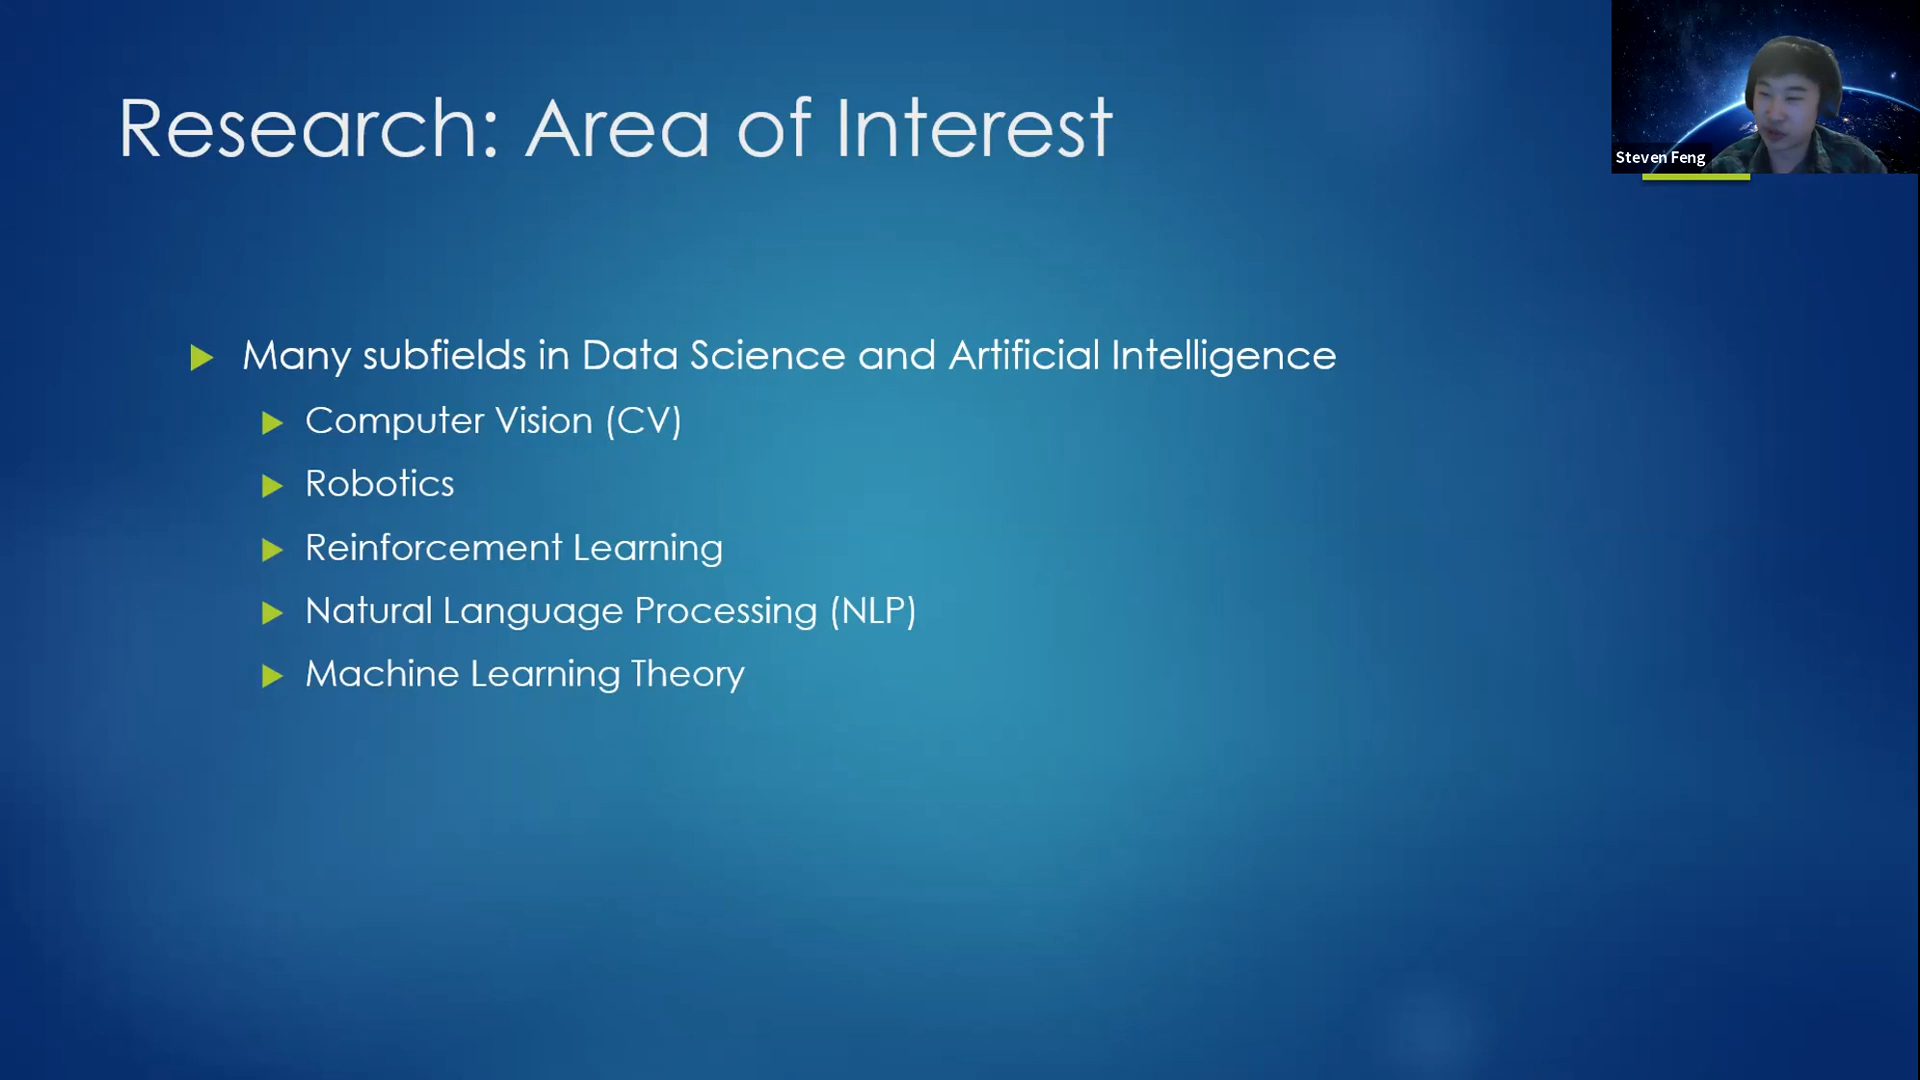 Research: Area of Interest
Steven Feng
Many subfields in Data Science and Artificial Intelligence
Computer Vision (CV)
Robotics
Reinforcement Learning
Natural Language Processing (NLP)
Machine Learning Theory